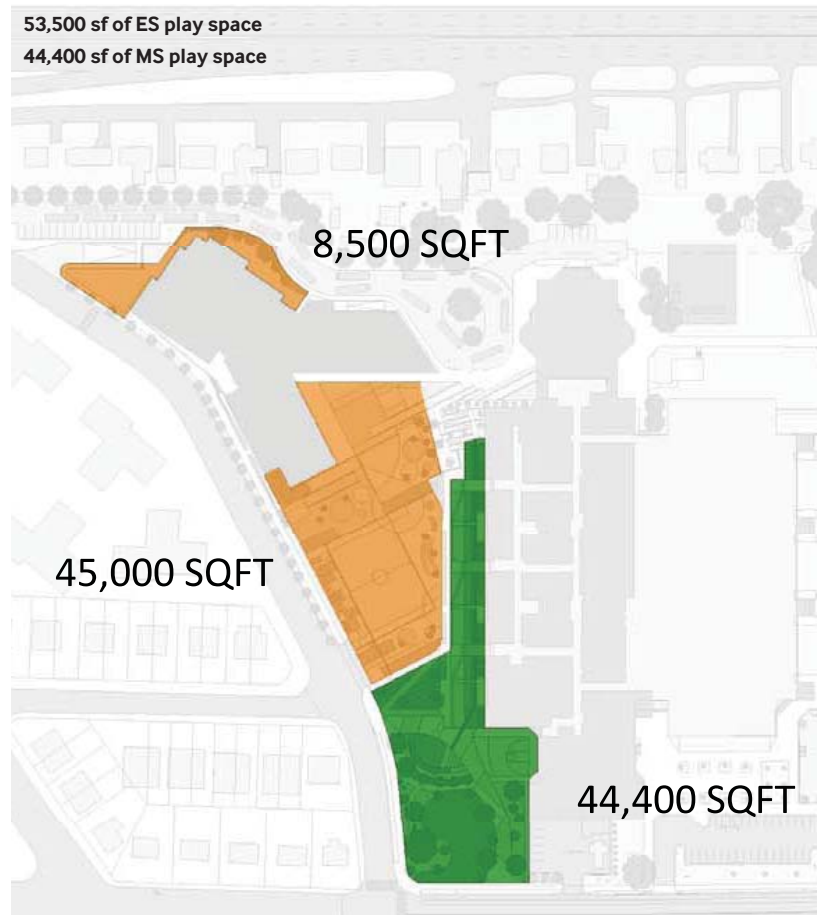 53,500 sf of ES play space
44,400 sf of MS play space
8,500 SQFT
45,000 SQFT
44,400 SQFT